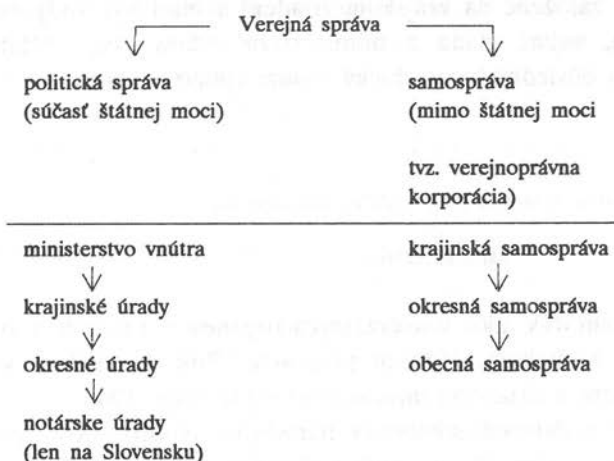 Verejná správa
politická správa
(súčasť štátnej moci)
samospráva
(mimo štátnej moci
tvz. verejnoprávna
korporácia)
ministerstvo vnútra
krajinské úrady
okresné úrady
notárske úrady
(len na Slovensku)
krajinská samospráva
okresná samospráva
obecná samospráva